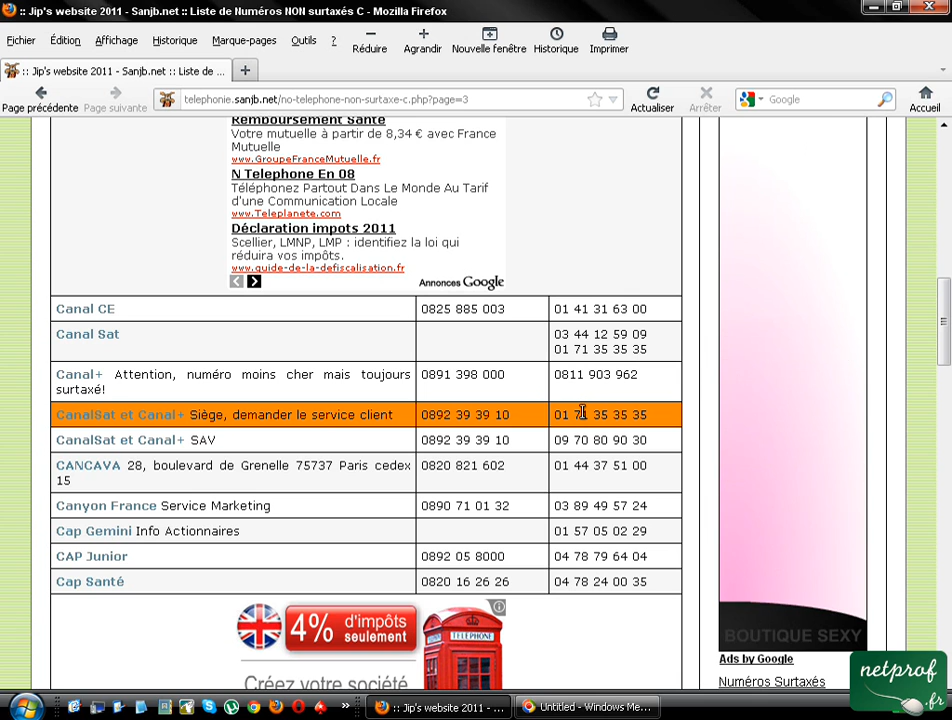 :: Jip's website 2011 - Sanjb.net :: Liste de Numéros NON surtaxés C - Mozilla Firefox
Fichier Édition Affichage Historique Marque-pages Outils ? Réduire Agrandir Nouvelle fenêtre Historique Imprimer
:: Jip's website 2011 - Sanjb.net :: Liste de ... +
Page précédente Page suivante telephonie.sanjb.net/no-telephone-non-surtaxe-c.php?page=3 Actualiser Arrêter Google Accueil
Remboursement Santé
Votre mutuelle à partir de 8,34 € avec France
Mutuelle
www.GroupeFranceMutuelle.fr
N Telephone En 08
Téléphonez Partout Dans Le Monde Au Tarif
d'une Communication Locale
www.Teleplanete.com
Déclaration impots 2011
Scellier, LMNP, LMP : identifiez la loi qui
réduira vos impôts.
www.guide-de-la-defiscalisation.fr
Annonces Google
Canal CE 0825 885 003 01 41 31 63 00
Canal Sat 03 44 12 59 09
01 71 35 35 35
Canal+ Attention, numéro moins cher mais toujours 0891 398 000 0811 903 962
surtaxé!
CanalSat et Canal+ Siège, demander le service client 0892 39 39 10 01 71 35 35 35
CanalSat et Canal+ SAV 0892 39 39 10 09 70 80 90 30
CANCAVA 28, boulevard de Grenelle 75737 Paris cedex 0820 821 602 01 44 37 51 00
15
Canyon France Service Marketing 0890 71 01 32 03 89 49 57 24
Cap Gemini Info Actionnaires 01 57 05 02 29
CAP Junior 0892 05 8000 04 78 79 64 04
Cap Santé 0820 16 26 26 04 78 24 00 35
4% d'impôts
seulement
TELEPHONE
Créez votre société
BOUTIQUE SEXY
Ads by Google
Numéros Surtaxés
netprof
.fr
:: Jip's website 2011 - ... Untitled - Windows Me...